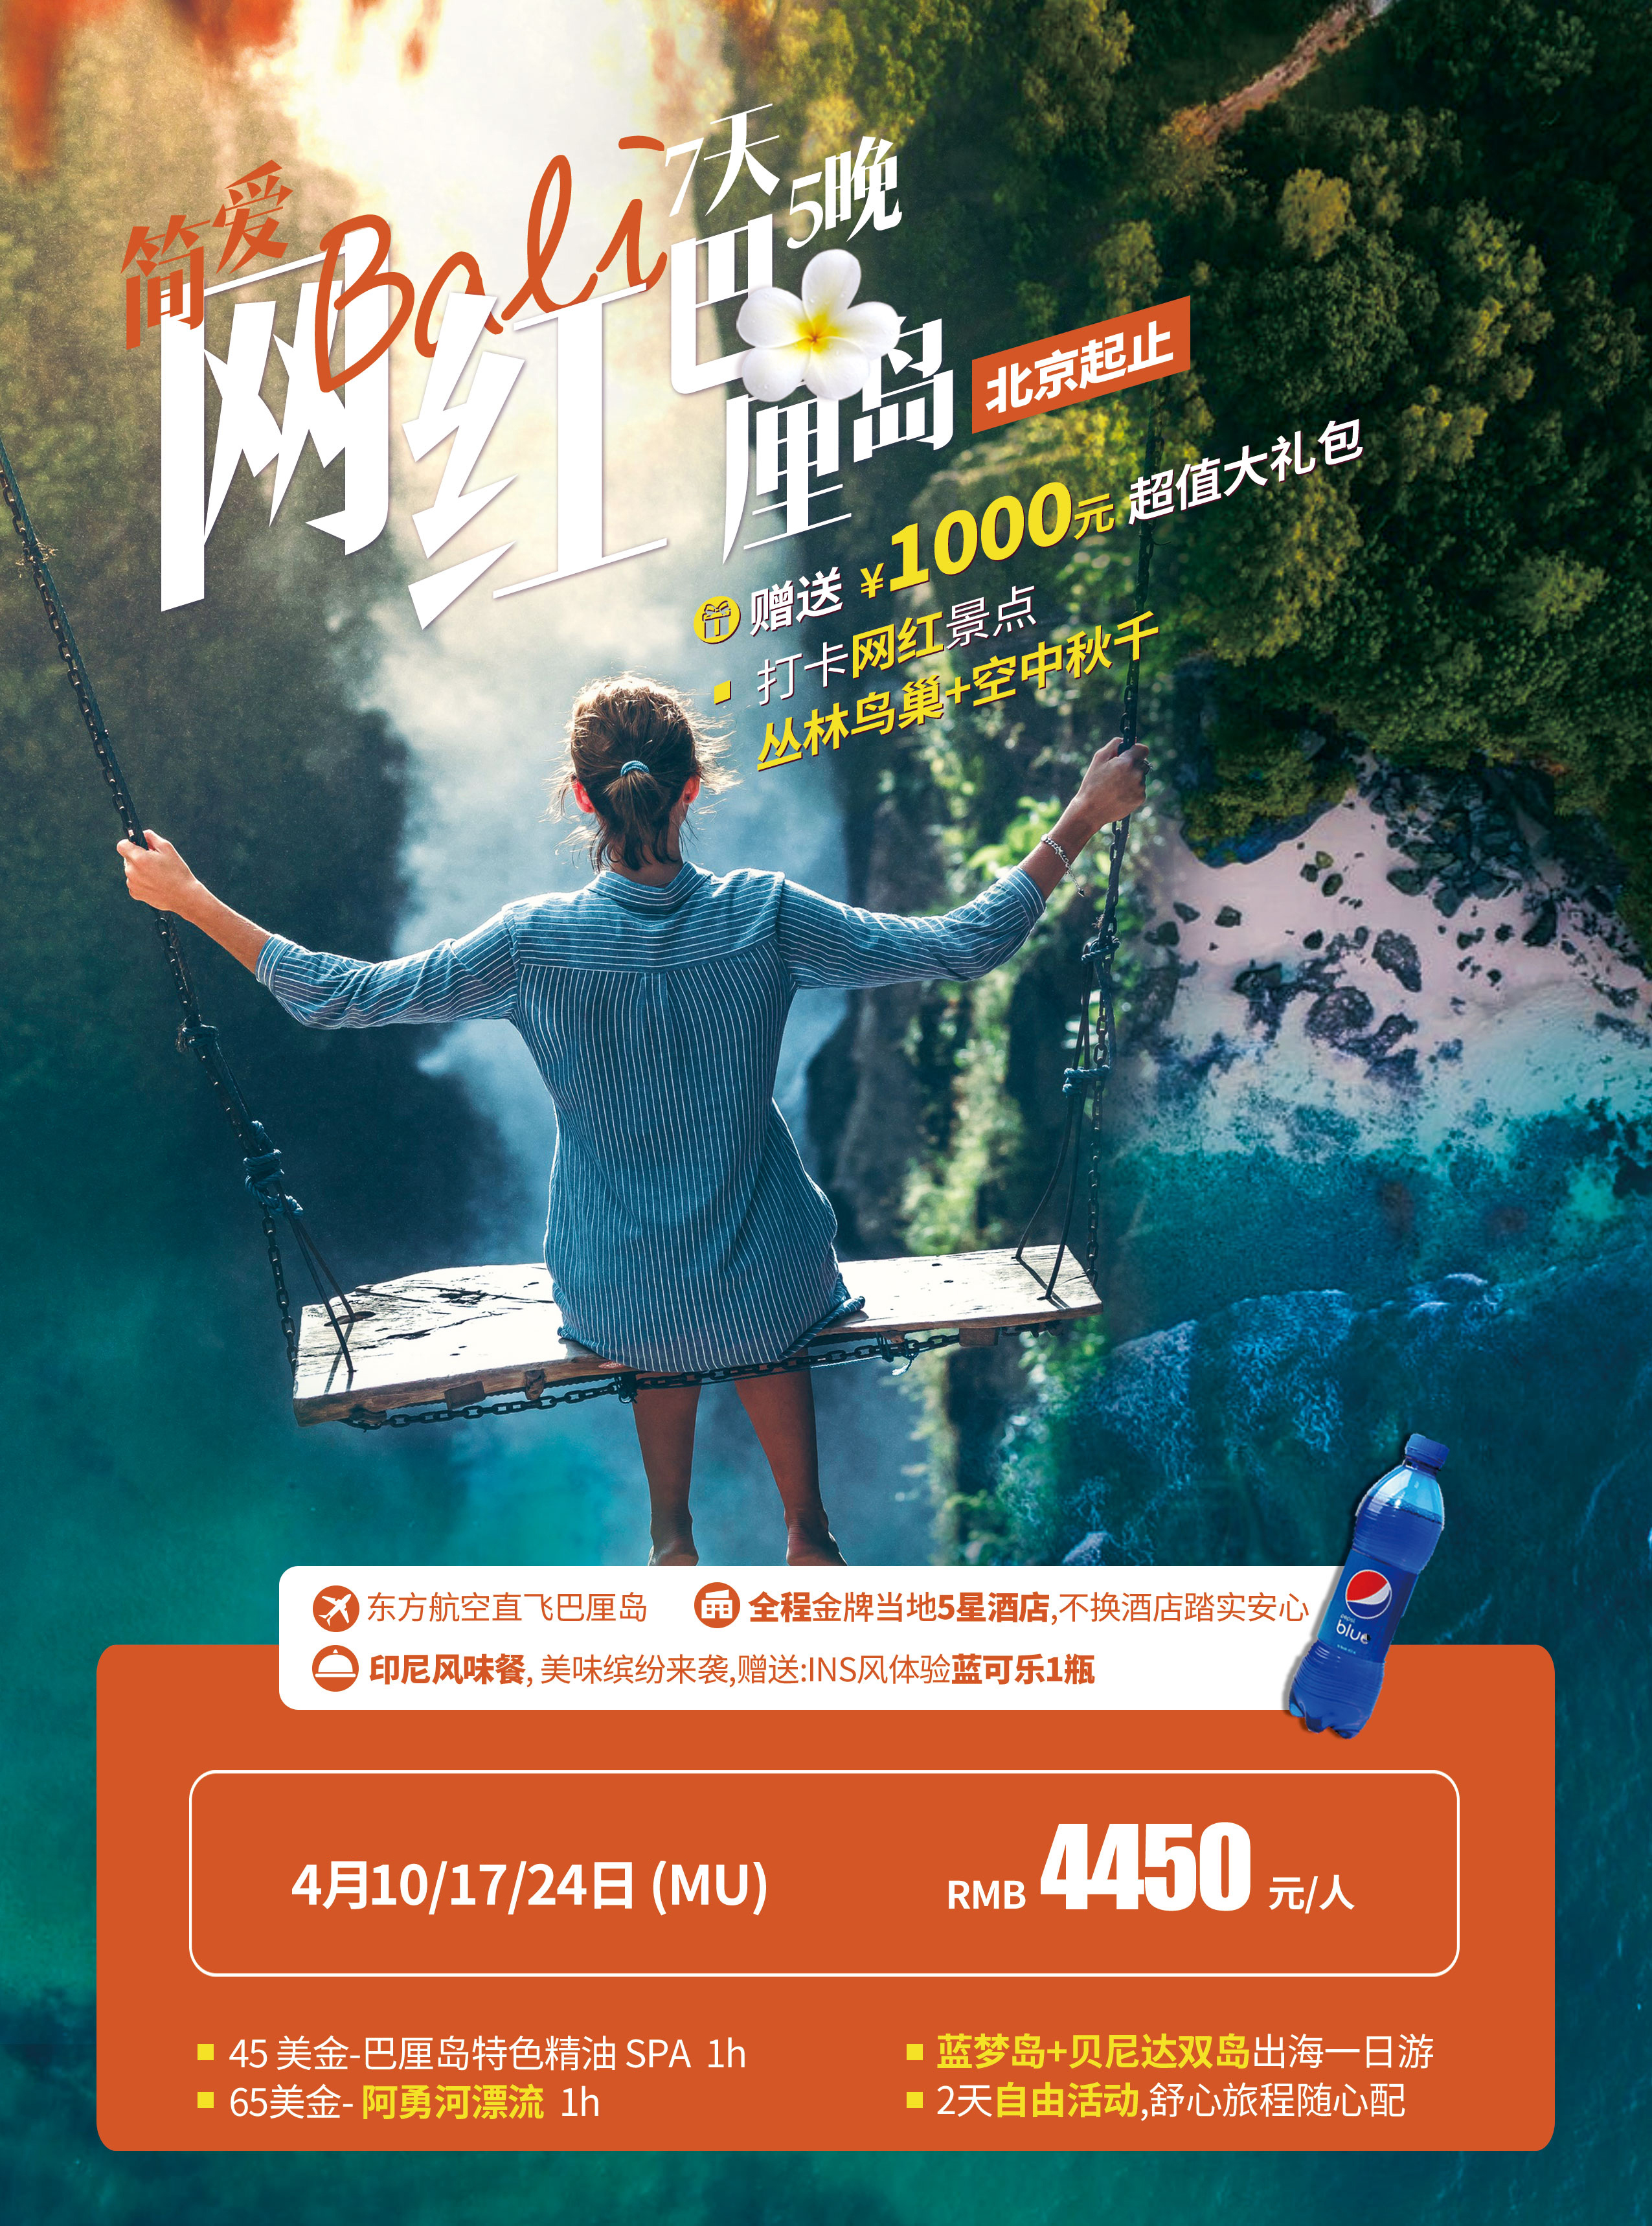 简爱
Bali
7天
5晚
网红巴厘岛
北京起止
赠送 ¥1000元 超值大礼包
打卡网红景点
丛林鸟巢+空中秋千
东方航空直飞巴厘岛
全程金牌当地5星酒店,不换酒店踏实安心
印尼风味餐, 美味缤纷来袭,赠送:INS风体验蓝可乐1瓶
pepsi
blue
4月10/17/24日 (MU)
RMB 4450 元/人
45 美金-巴厘岛特色精油 SPA 1h
65美金- 阿勇河漂流 1h
蓝梦岛+贝尼达双岛出海一日游
2天自由活动,舒心旅程随心配